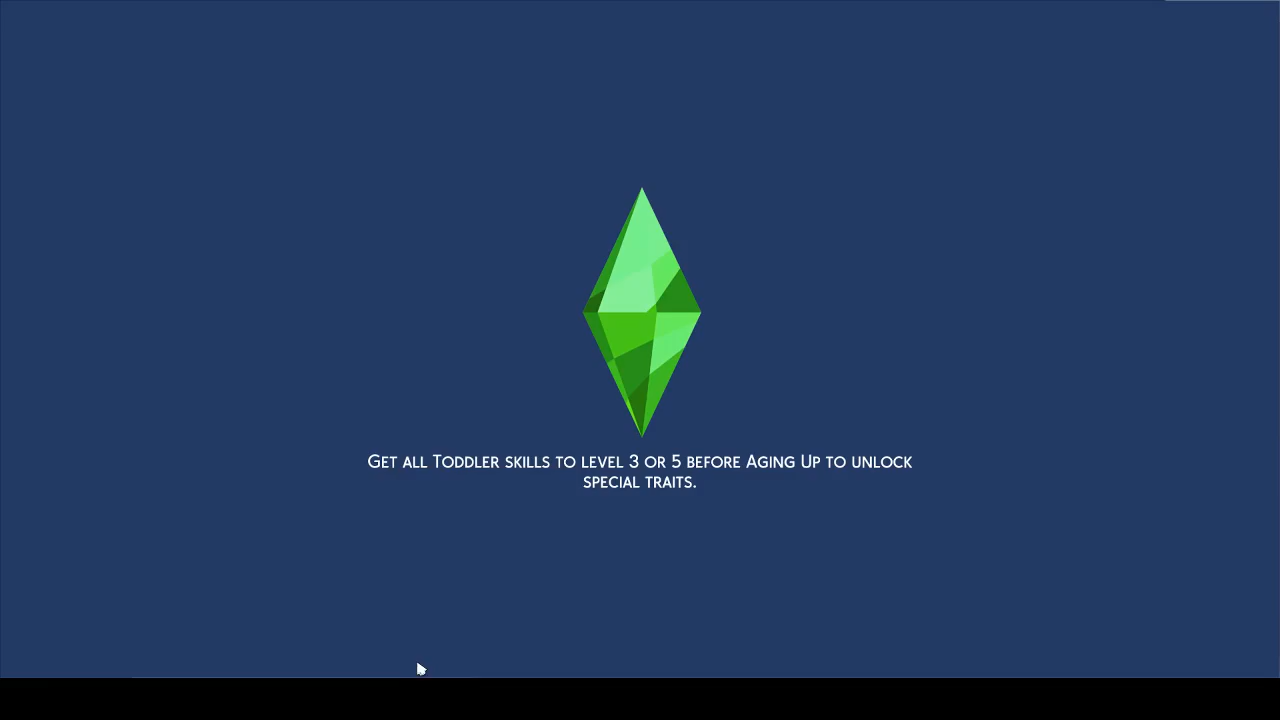 Get all Toddler skills to level 3 or 5 before Aging Up to unlock
special traits.